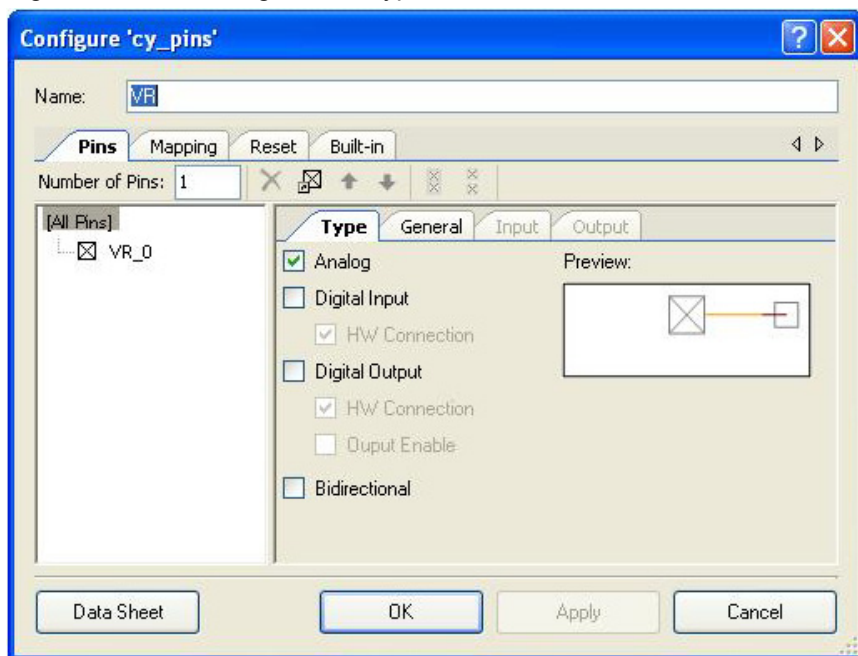 Configure 'cy_pins'
Name: VR
Pins Mapping Reset Built-in
Number of Pins: 1
[All Pins]
VR_0
Type General Input Output
Analog Preview:
Digital Input
HW Connection
Digital Output
HW Connection
Ouput Enable
Bidirectional
Data Sheet OK Apply Cancel